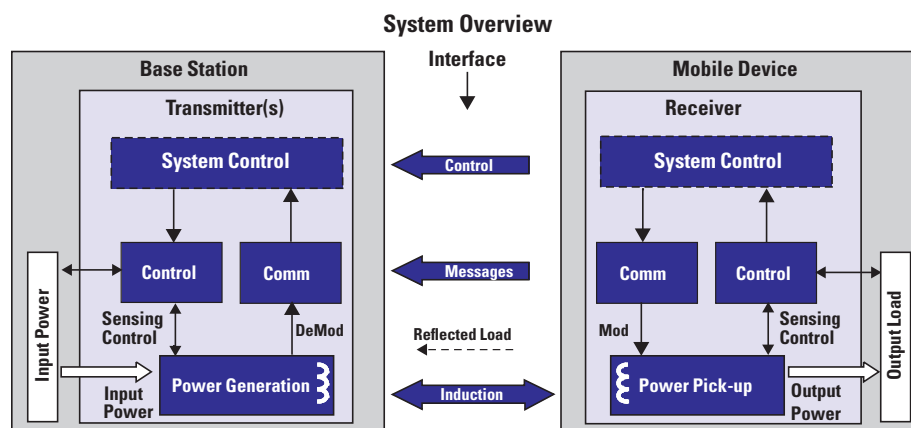 System Overview
Base Station
Interface
Mobile Device
Transmitter(s)
Receiver
System Control
Control
System Control
Control
Comm
Messages
Comm
Control
Input Power
Sensing
Control
DeMod
Reflected Load
Mod
Sensing
Control
Output Load
Power Generation
Input
Power
Induction
Power Pick-up
Output
Power